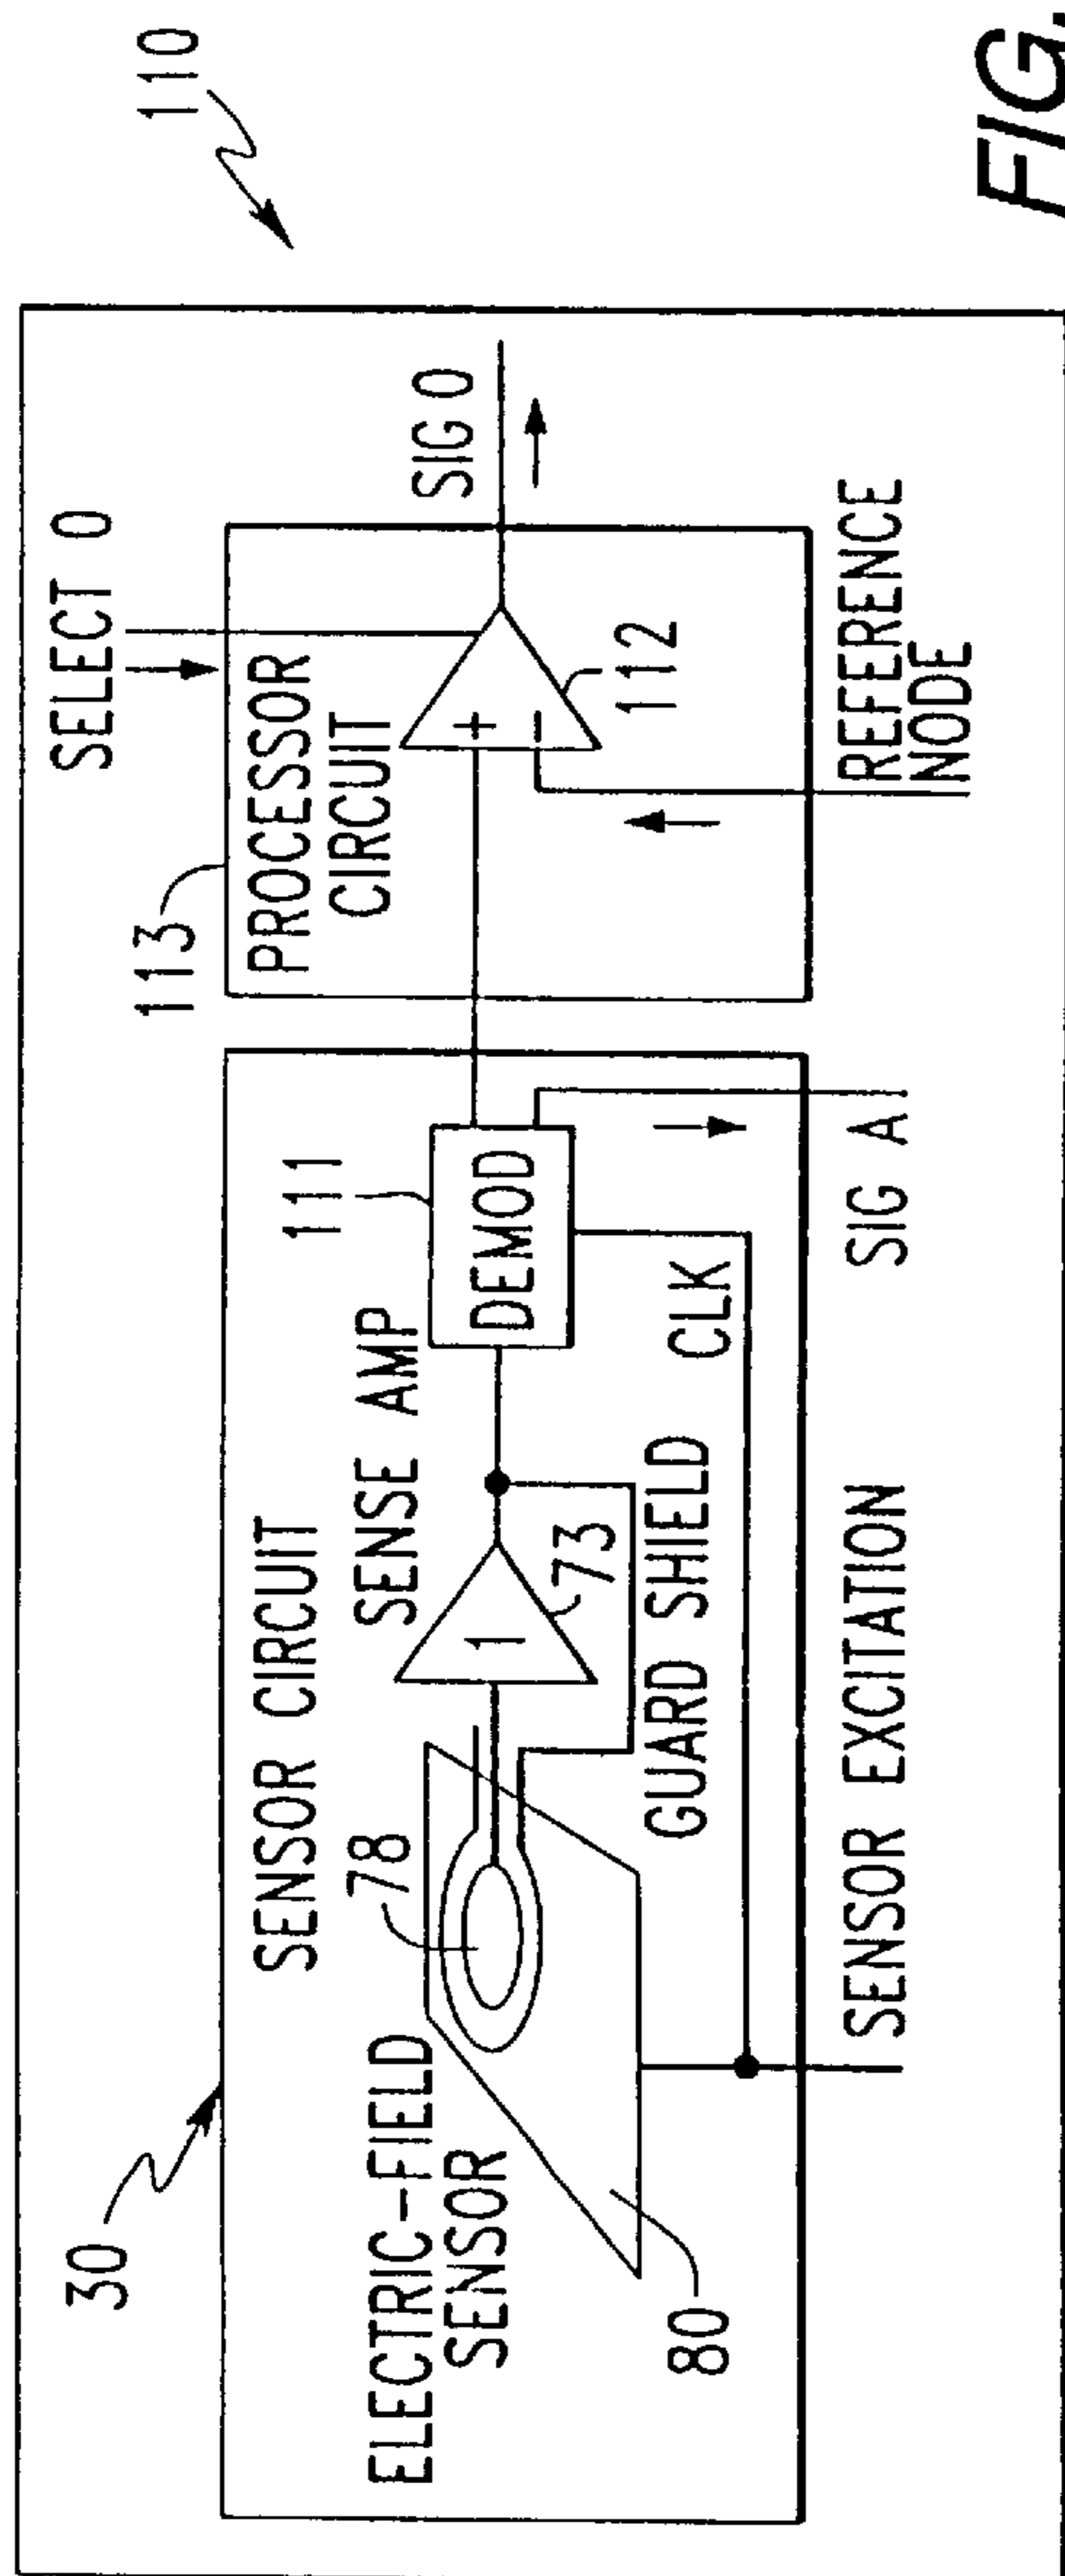 110
SELECT 0
113
PROCESSOR
CIRCUIT
+
-
112
SIG 0
REFERENCE
NODE
30
SENSOR CIRCUIT
ELECTRIC-FIELD
SENSOR
78
80
SENSE AMP
1
73
GUARD SHIELD
111
DEMOD
CLK
SIG A
SENSOR EXCITATION
FIG.